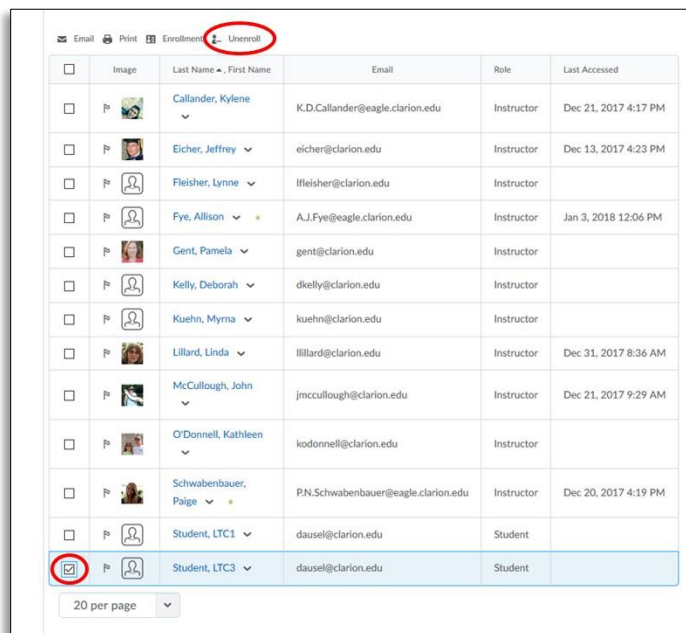 Email Print Enrollment Unenroll
Image Last Name ▲, First Name Email Role Last Accessed
Callander, Kylene K.D.Callander@eagle.clarion.edu Instructor Dec 21, 2017 4:17 PM
Eicher, Jeffrey eicher@clarion.edu Instructor Dec 13, 2017 4:23 PM
Fleisher, Lynne lfleisher@clarion.edu Instructor
Fye, Allison A.J.Fye@eagle.clarion.edu Instructor Jan 3, 2018 12:06 PM
Gent, Pamela gent@clarion.edu Instructor
Kelly, Deborah dkelly@clarion.edu Instructor
Kuehn, Myrna kuehn@clarion.edu Instructor
Lillard, Linda llillard@clarion.edu Instructor Dec 31, 2017 8:36 AM
McCullough, John jmccullough@clarion.edu Instructor Dec 21, 2017 9:29 AM
O'Donnell, Kathleen kodonnell@clarion.edu Instructor
Schwabenbauer,
Paige P.N.Schwabenbauer@eagle.clarion.edu Instructor Dec 20, 2017 4:19 PM
Student, LTC1 dausel@clarion.edu Student
Student, LTC3 dausel@clarion.edu Student
20 per page